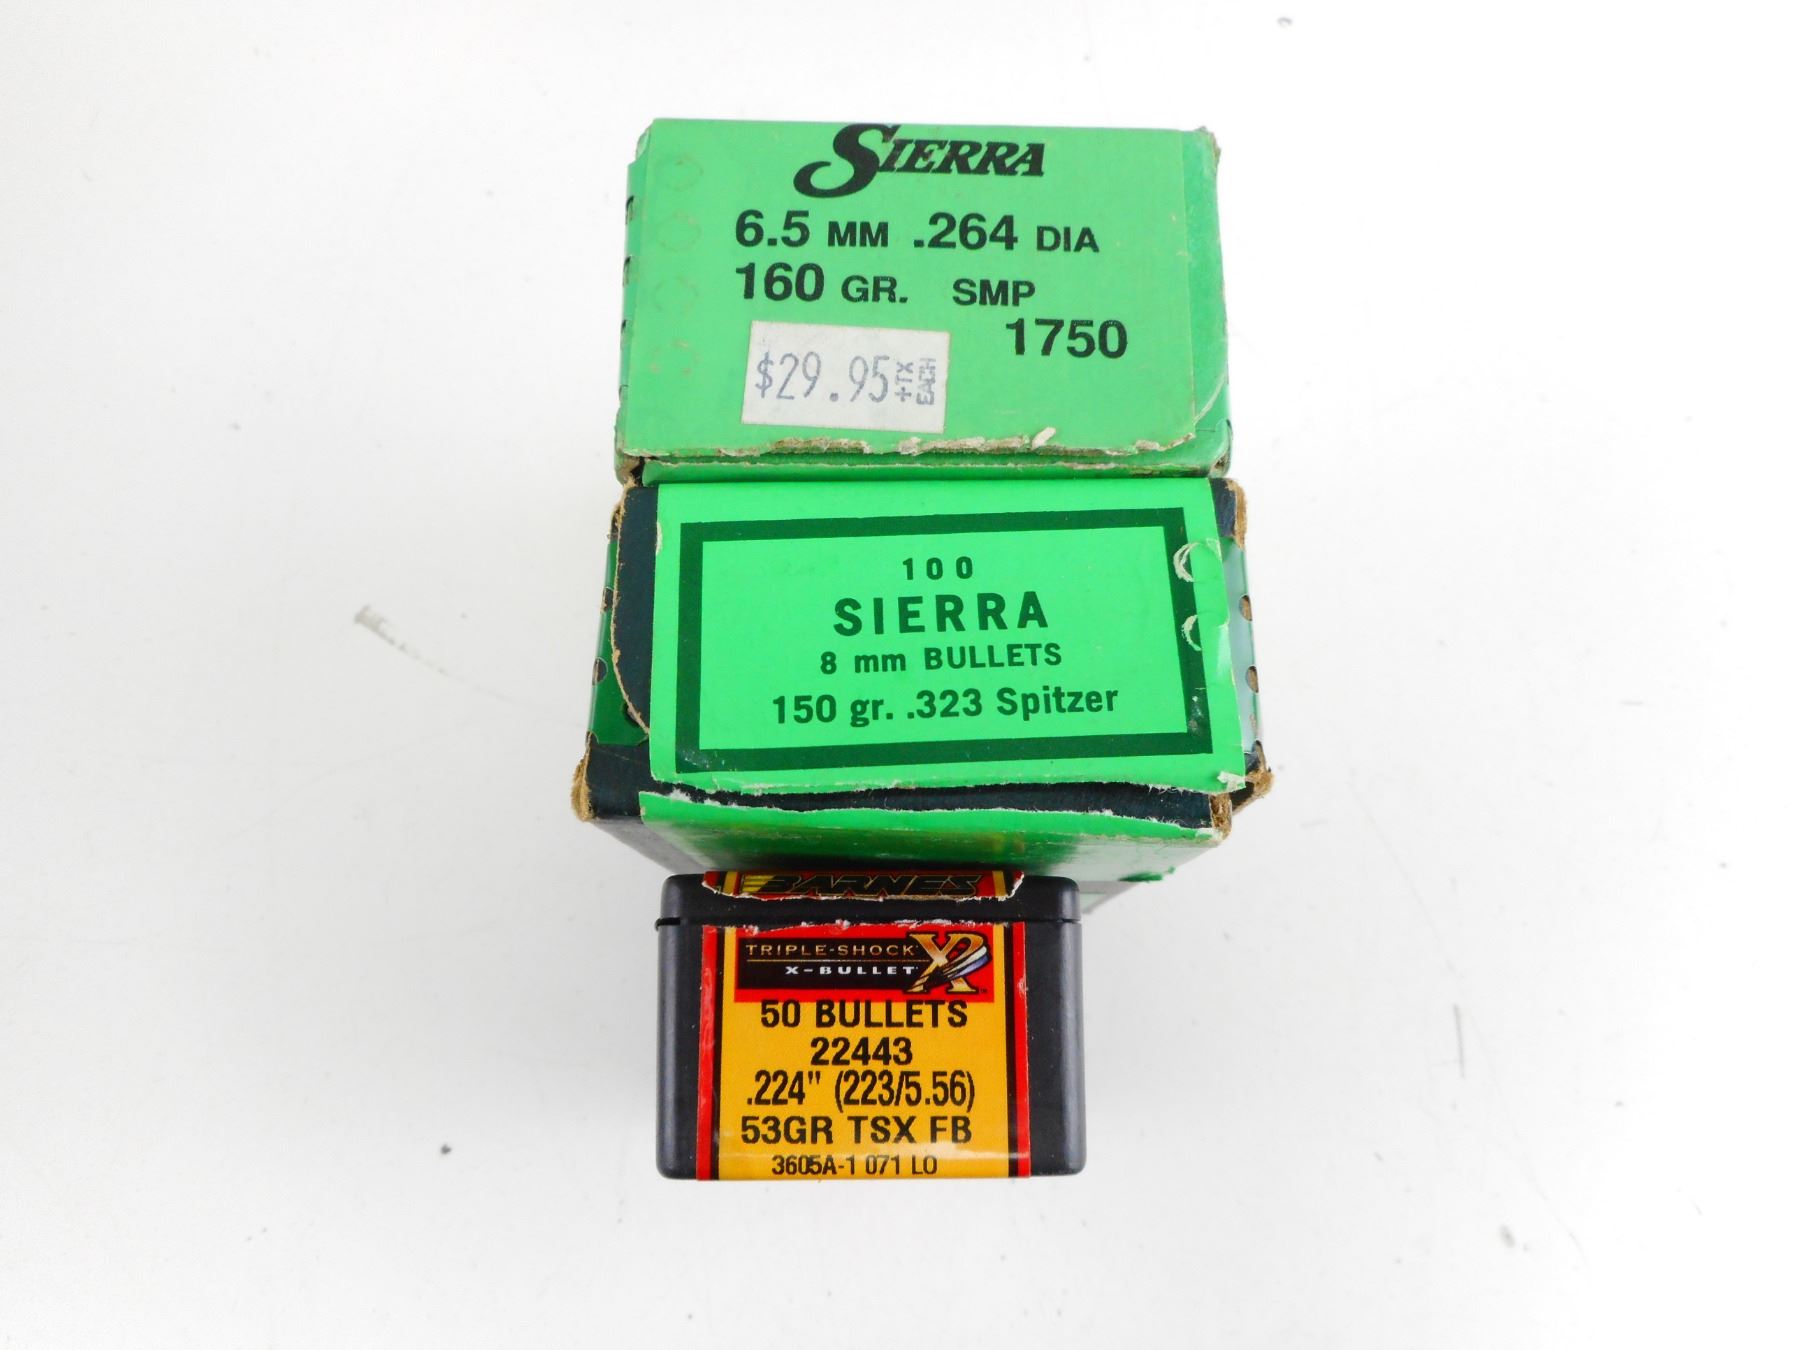 SIERRA
6.5 MM .264 DIA
160 GR. SMP
1750
$29.95 +TX EACH
100
SIERRA
8 mm BULLETS
150 gr. .323 Spitzer
BARNES
TRIPLE-SHOCK X
X-BULLET
50 BULLETS
22443
.224" (223/5.56)
53GR TSX FB
3605A-1 071 LO